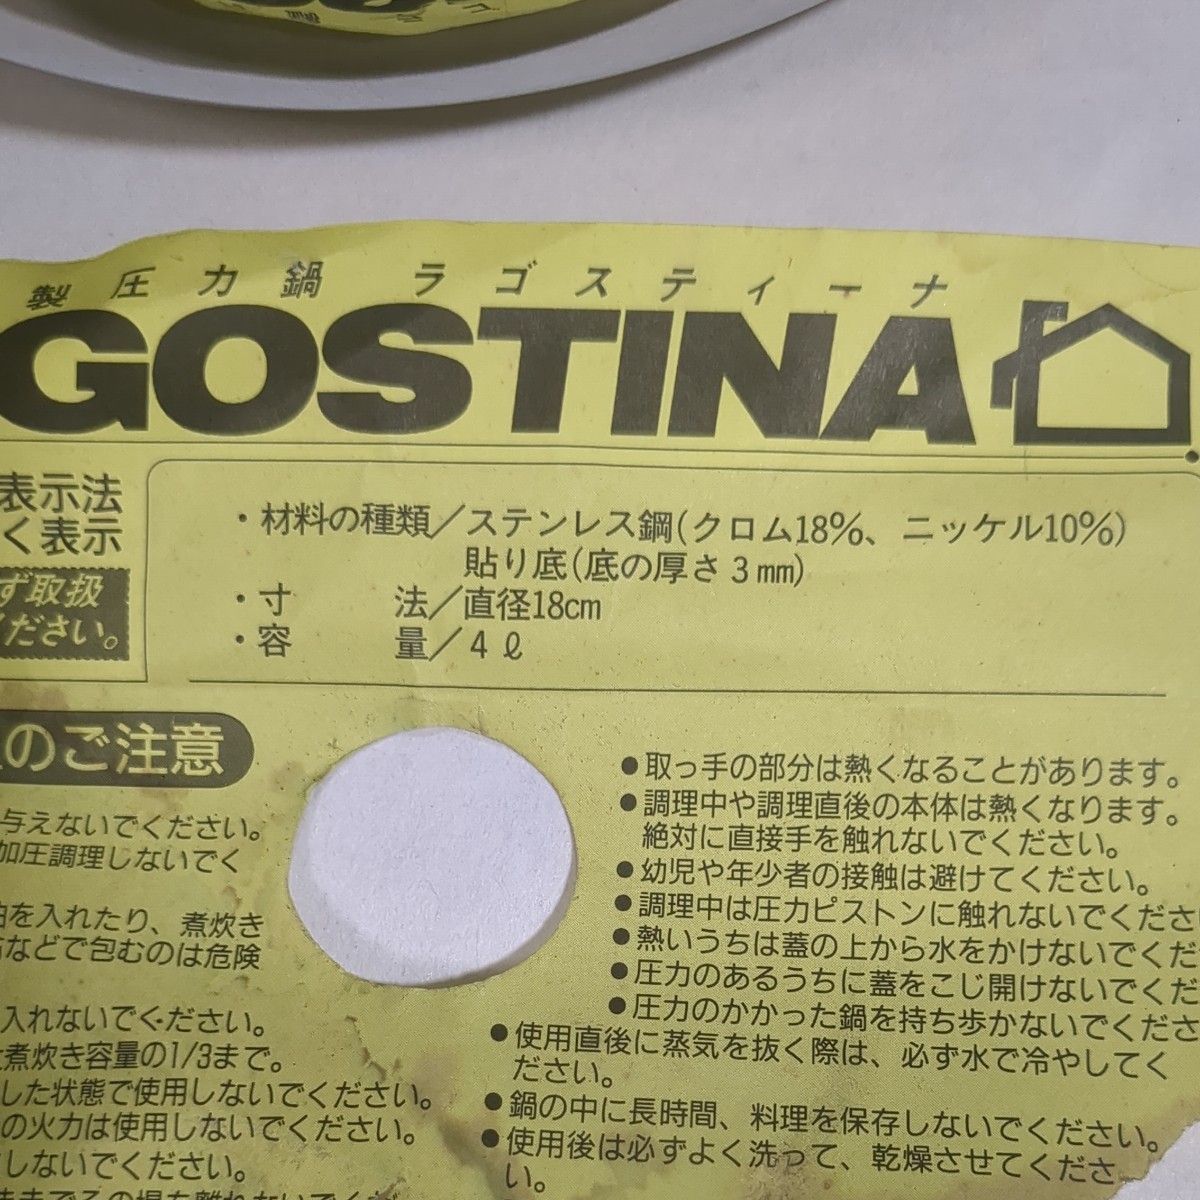 製圧力鍋 ラゴスティーナ
GOSTINA
表示法
く表示
ず取扱
ください。
・材料の種類／ステンレス鋼(クロム18%、ニッケル10%)
貼り底(底の厚さ3mm)
・寸 法／直径18cm
・容 量／4ℓ
のご注意
与えないでください。
加圧調理しないでく
を入れたり、煮炊き
などで包むのは危険
入れないでください。
煮炊き容量の1/3まで。
した状態で使用しないでください。
の火力は使用しないでください。
しないでください。
●取っ手の部分は熱くなることがあります。
●調理中や調理直後の本体は熱くなります。
絶対に直接手を触れないでください。
●幼児や年少者の接触は避けてください。
●調理中は圧力ピストンに触れないでくださ
●熱いうちは蓋の上から水をかけないでくだ
●圧力のあるうちに蓋をこじ開けないでくだ
●圧力のかかった鍋を持ち歩かないでくださ
●使用直後に蒸気を抜く際は、必ず水で冷やしてく
ださい。
●鍋の中に長時間、料理を保存しないでください。
●使用後は必ずよく洗って、乾燥させてくださ
い。